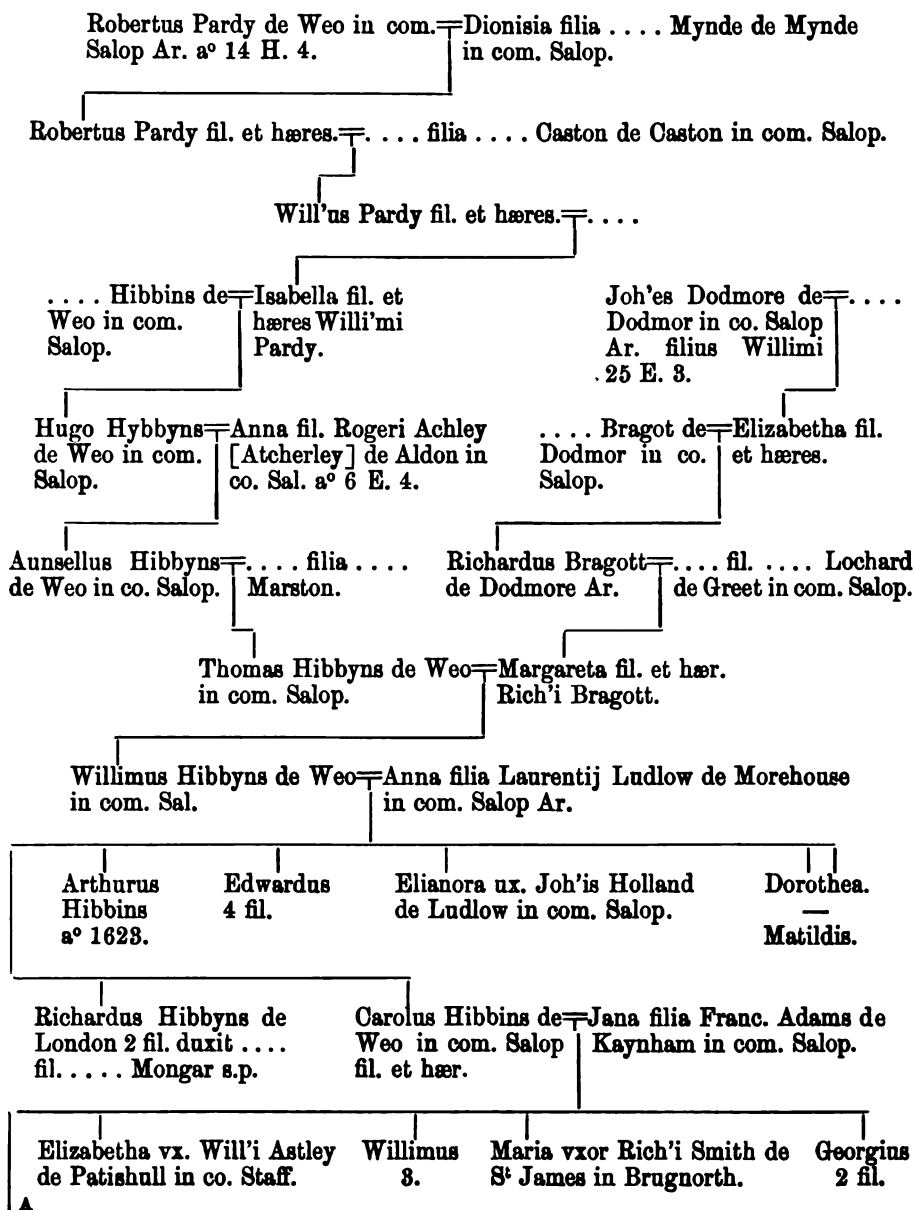 Robertus Pardy de Weo in com. Dionisia filia . . . . Mynde de Mynde
Salop Ar. aº 14 H. 4. in com. Salop.
Robertus Pardy fil. et hæres. . . . . filia . . . . Caston de Caston in com. Salop.
Will'us Pardy fil. et hæres. . . . .
. . . . Hibbins de
Weo in com.
Salop.
Isabella fil. et
hæres Willi'mi
Pardy.
Joh'es Dodmore de . . . .
Dodmor in co. Salop
Ar. filius Willimi
25 E. 3.
Hugo Hybbyns
de Weo in com.
Salop.
Anna fil. Rogeri Achley
[Atcherley] de Aldon in
co. Sal. aº 6 E. 4.
. . . . Bragot de
Dodmor in co.
Salop.
Elizabetha fil.
et hæres.
Aunsellus Hibbyns
de Weo in co. Salop.
. . . . filia . . . .
Marston.
Richardus Bragott
de Dodmore Ar.
. . . . fil. . . . . Lochard
de Greet in com. Salop.
Thomas Hibbyns de Weo
in com. Salop.
Margareta fil. et hær.
Rich'i Bragott.
Willimus Hibbyns de Weo
in com. Sal.
Anna filia Laurentij Ludlow de Morehouse
in com. Salop Ar.
Arthurus
Hibbins
aº 1623.
Edwardus
4 fil.
Elianora ux. Joh'is Holland
de Ludlow in com. Salop.
Dorothea.
—
Matildis.
Richardus Hibbyns de
London 2 fil. duxit . . . .
fil. . . . . Mongar s.p.
Carolus Hibbins de
Weo in com. Salop
fil. et hær.
Jana filia Franc. Adams de
Kaynham in com. Salop.
Elizabetha vx. Will'i Astley
de Patishull in co. Staff.
Willimus
3.
Maria vxor Rich'i Smith de
Sᵗ James in Brugnorth.
Georgius
2 fil.
A